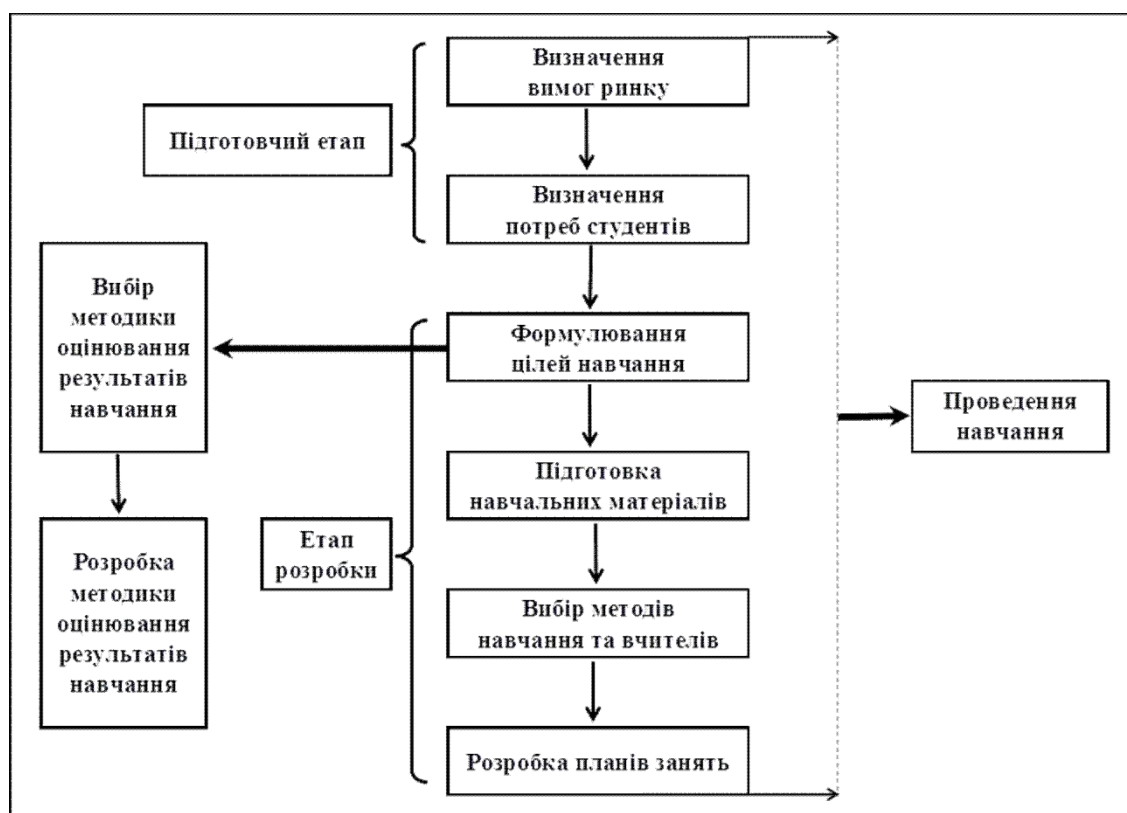 Визначення
вимог ринку
Підготовчий етап
Визначення
потреб студентів
Вибір
методики
оцінювання
результатів
навчання
Формулювання
цілей навчання
Проведення
навчання
Підготовка
навчальних матеріалів
Розробка
методики
оцінювання
результатів
навчання
Етап
розробки
Вибір методів
навчання та вчителів
Розробка планів занять